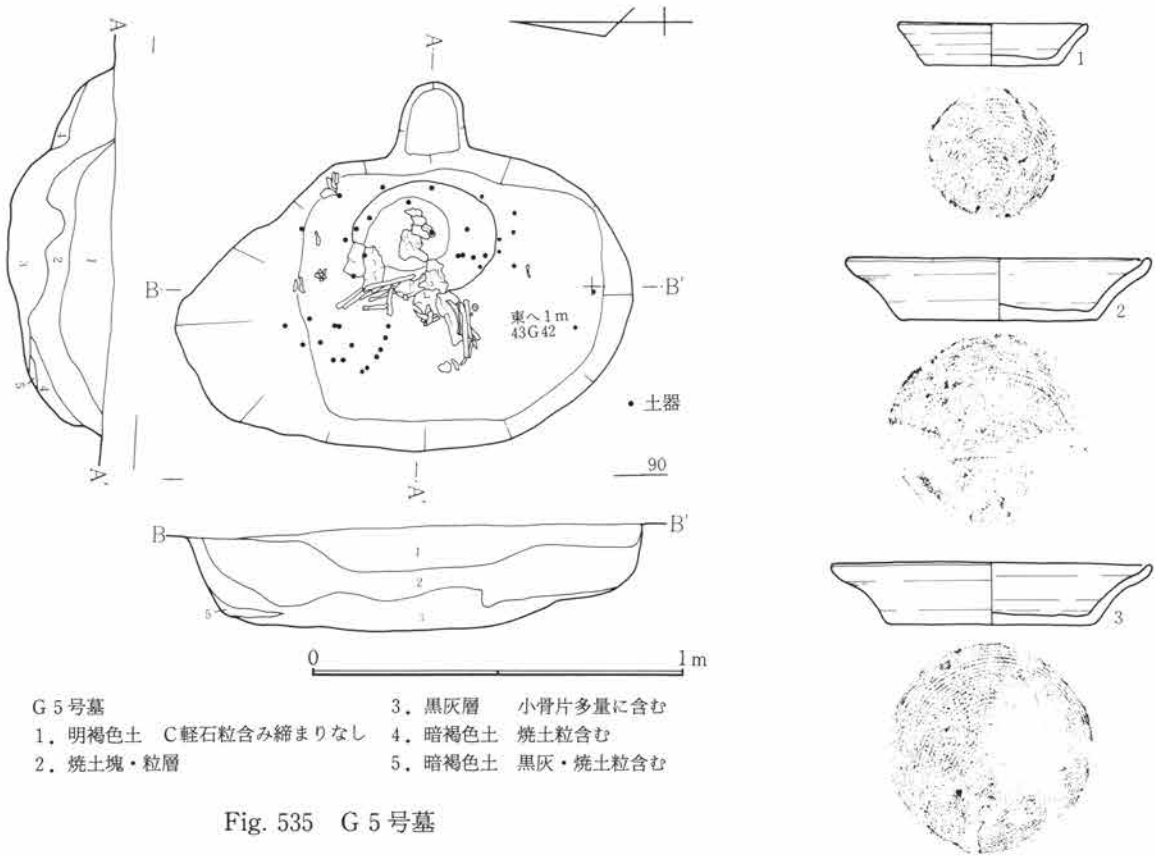 A
A
1
B
B'
東へ1m
43G42
• 土器
90
A'
A'
4
3
2
1
5
4
B
B'
1
2
3
5
0
1m
G5号墓
1. 明褐色土 C軽石粒含み締まりなし
2. 焼土塊・粒層
3. 黒灰層 小骨片多量に含む
4. 暗褐色土 焼土粒含む
5. 暗褐色土 黒灰・焼土粒含む
Fig. 535 G5号墓
1
2
3